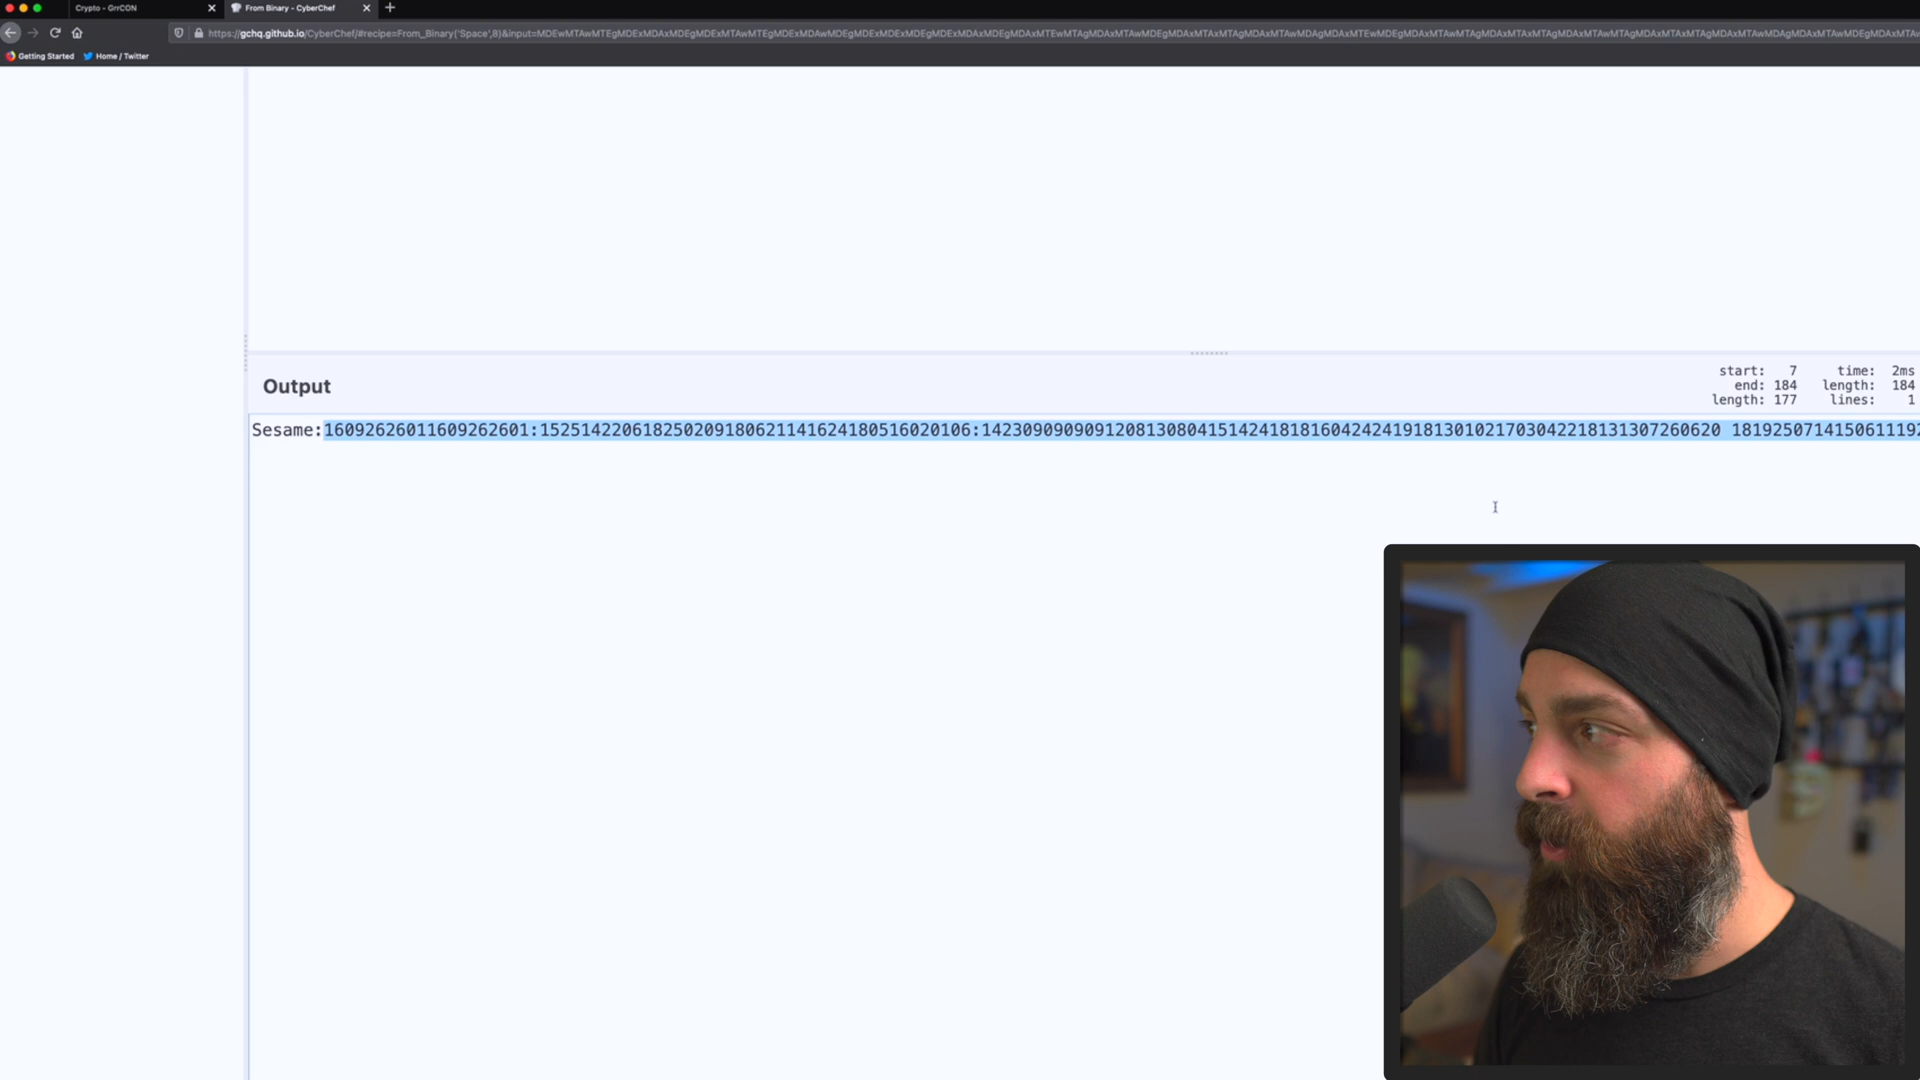 Crypto - GrrCON
From Binary - CyberChef
Getting Started
Home / Twitter
Output
start: 7
end: 184
length: 177
time: 2ms
length: 184
lines: 1
Sesame:16092626011609262601:15251422061825020918062114162418051602010 6:1423090909091208130804151424181816042424191813010217030422181313072606​20 1819250714150611192